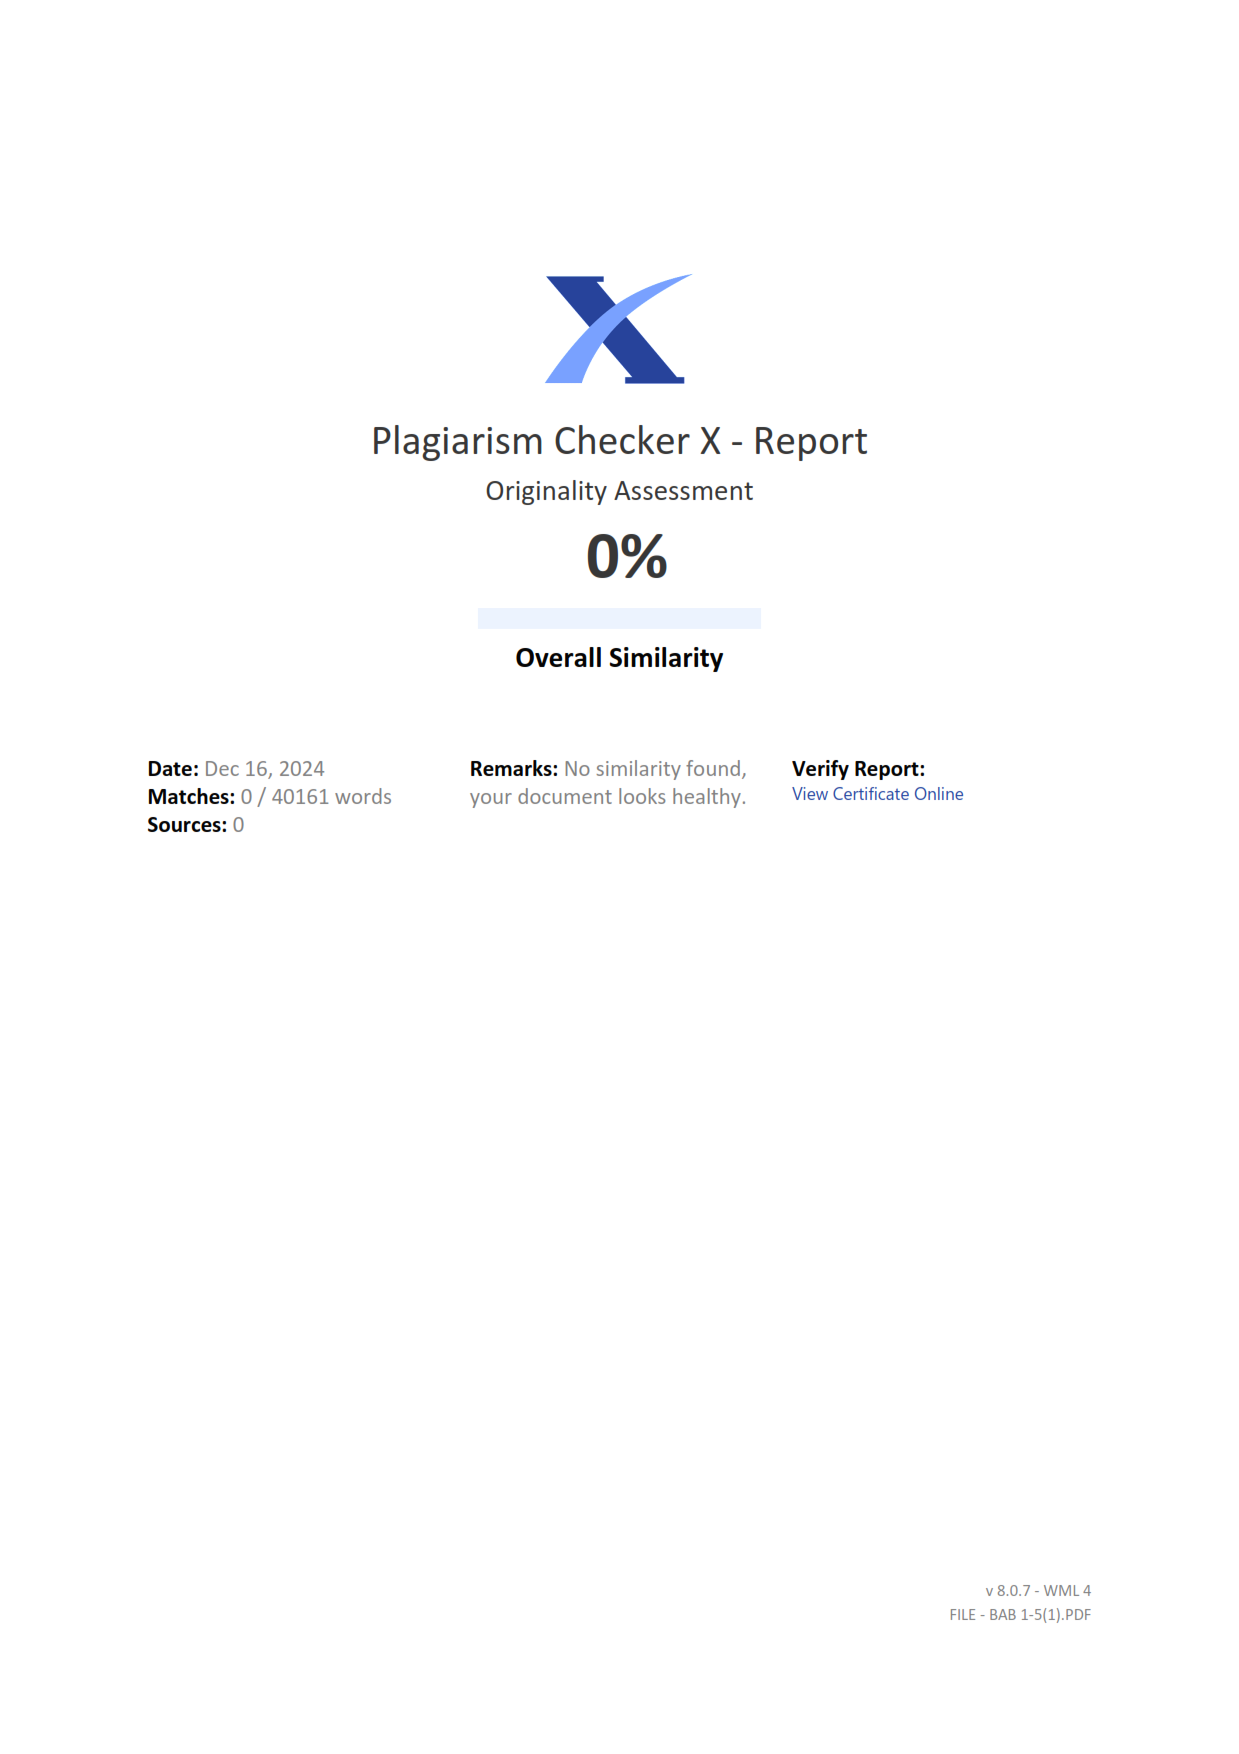 Plagiarism Checker X - Report
Originality Assessment
0%
Overall Similarity
Date: Dec 16, 2024
Matches: 0 / 40161 words
Sources: 0
Remarks: No similarity found,
your document looks healthy.
Verify Report:
View Certificate Online
v 8.0.7 - WML 4
FILE - BAB 1-5(1).PDF